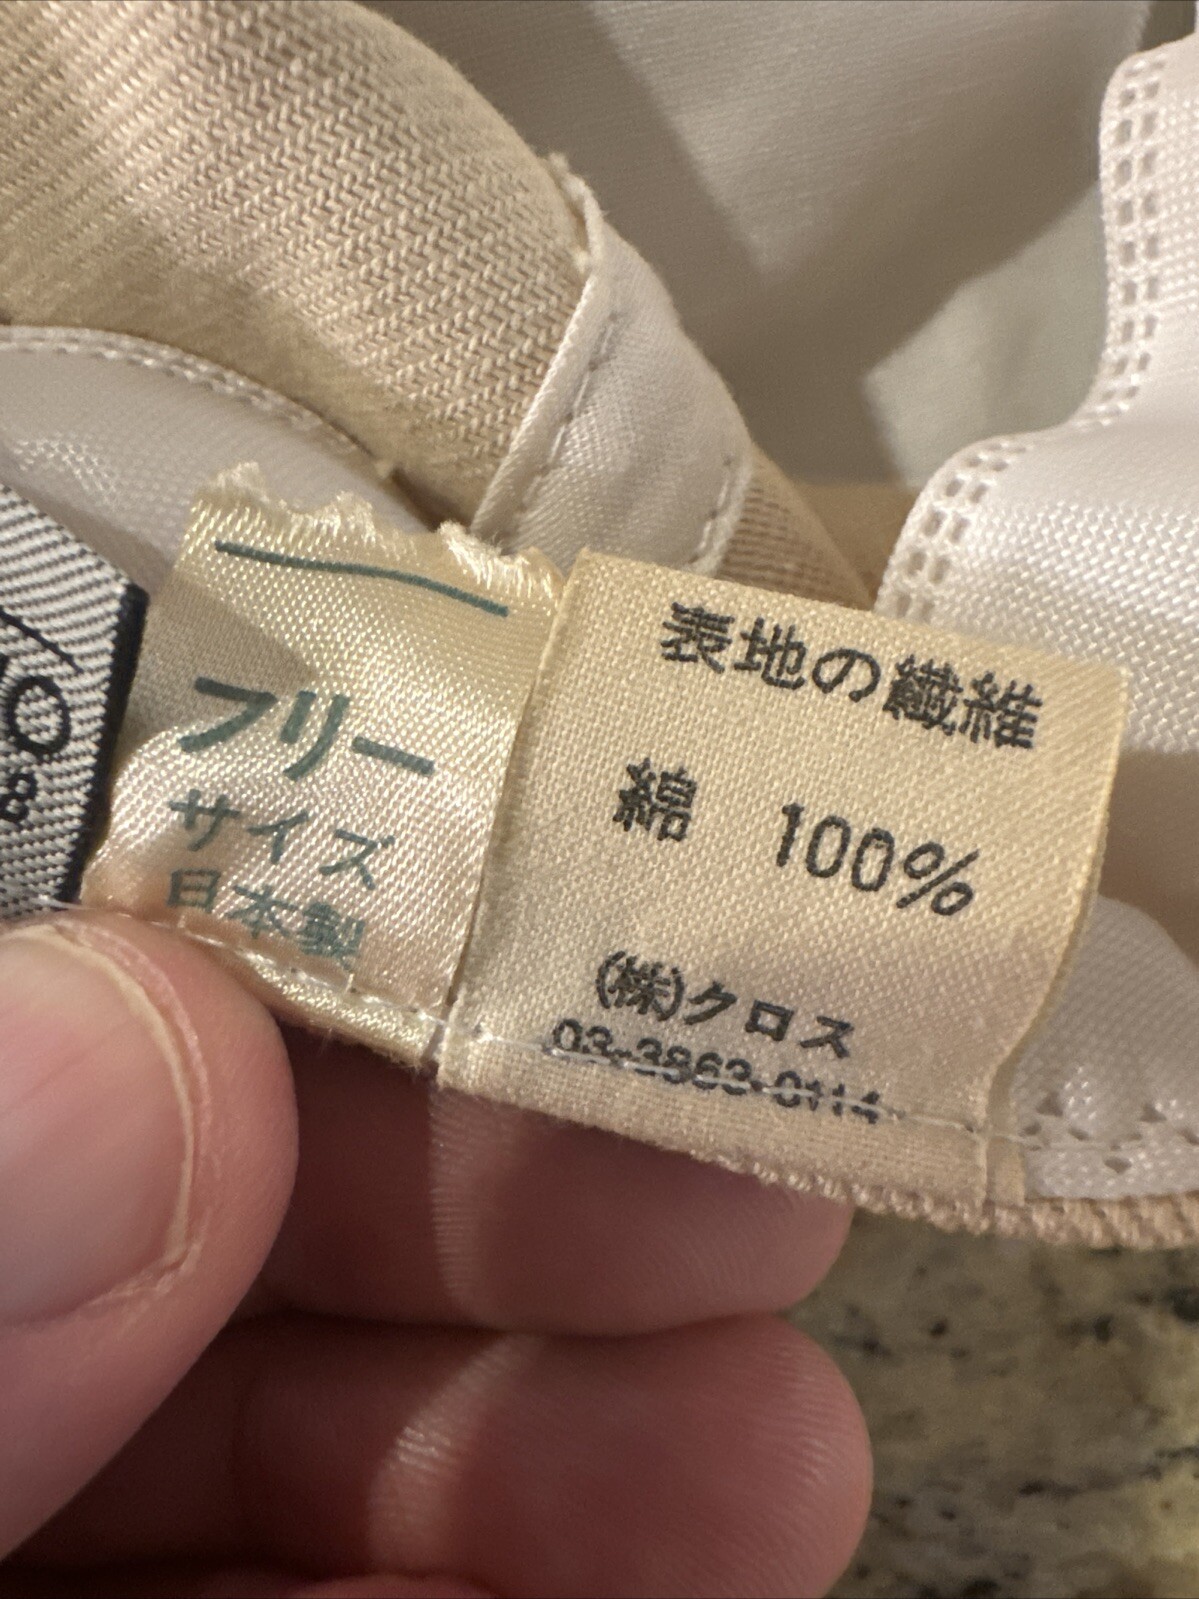 フリー
サイズ
日本製
表地の繊維
綿 100%
(株)クロス
03-3863-0114